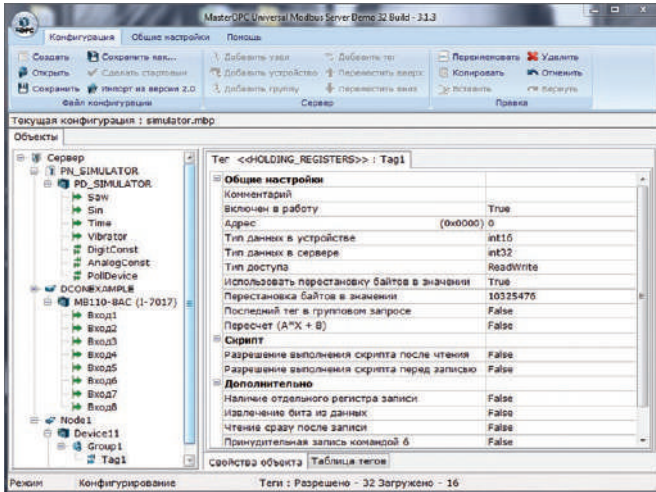 MasterOPC Universal Modbus Server Demo 32 Build - 3.1.3
Конфигурация Общие настройки Помощь
Создать Сохранить как... Добавить узел Добавить тег Переименовать Удалить
Открыть Сделать стартовым Добавить устройство Переместить вверх Копировать Отменить
Сохранить Импорт из версии 2.0 Добавить группу Переместить вниз Вставить Вернуть
Файл конфигурации Сервер Правка
Текущая конфигурация : simulator.mbp
Объекты
Сервер
PN_SIMULATOR
PD_SIMULATOR
Saw
Sin
Time
Vibrator
DigitConst
AnalogConst
PollDevice
DCONEXAMPLE
MB110-8AC (I-7017)
Вход1
Вход2
Вход3
Вход4
Вход5
Вход6
Вход7
Вход8
Node1
Device11
Group1
Tag1
Тег <<HOLDING_REGISTERS>> : Tag1
Общие настройки
Комментарий
Включен в работу True
Адрес (0x0000) 0
Тип данных в устройстве int16
Тип данных в сервере int32
Тип доступа ReadWrite
Использовать перестановку байтов в значении True
Перестановка байтов в значении 10325476
Последний тег в групповом запросе False
Пересчет (A*X + B) False
Скрипт
Разрешение выполнения скрипта после чтения False
Разрешение выполнения скрипта перед записью False
Дополнительно
Наличие отдельного регистра записи False
Извлечение бита из данных False
Чтение сразу после записи False
Принудительная запись командой 6 False
Свойства объекта Таблица тегов
Режим Конфигурирование Теги : Разрешено - 32 Загружено - 16